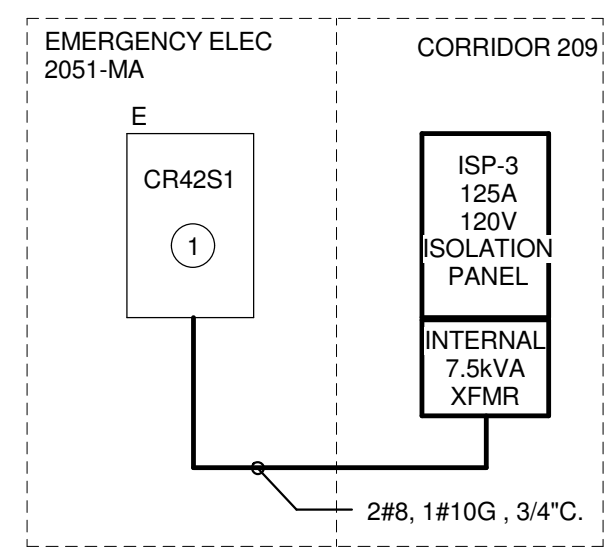 EMERGENCY ELEC
2051-MA
CORRIDOR 209
E
CR42S1
1
ISP-3
125A
120V
ISOLATION
PANEL
INTERNAL
7.5kVA
XFMR
2#8, 1#10G , 3/4"C.